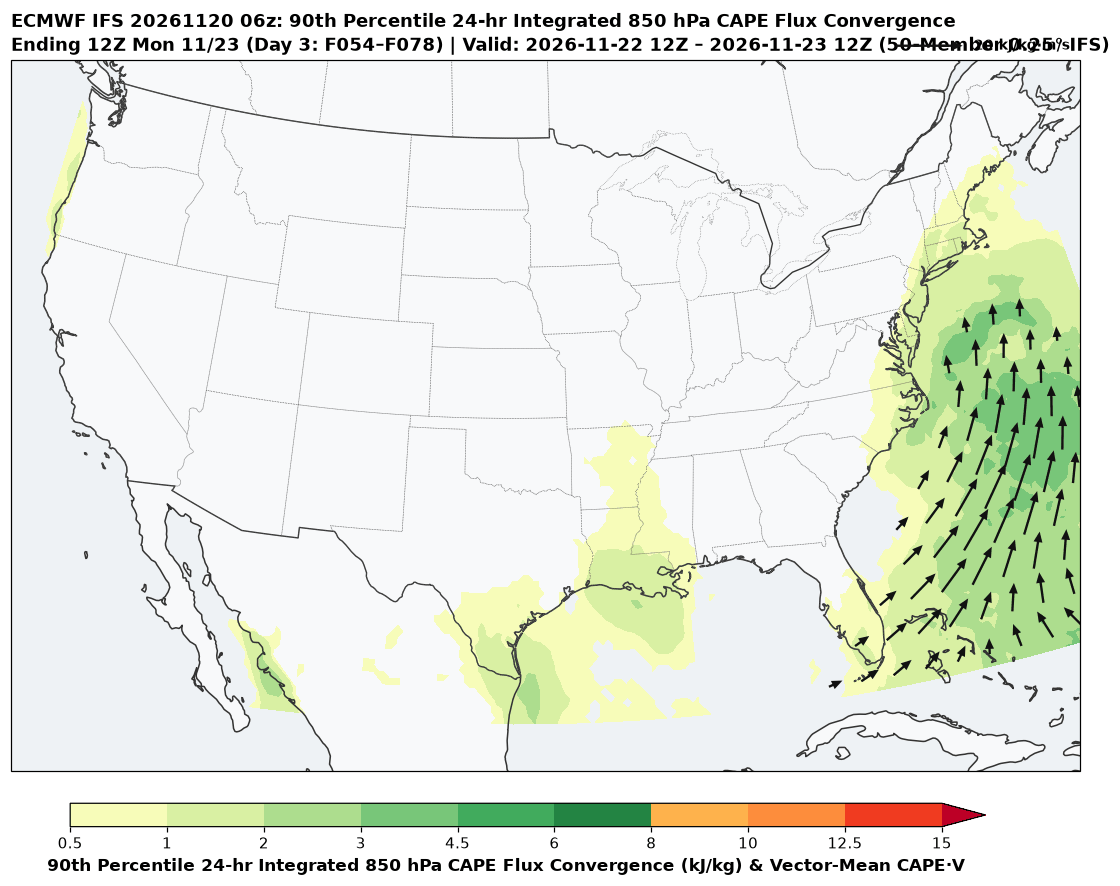 ECMWF IFS 20261120 06z: 90th Percentile 24-hr Integrated 850 hPa CAPE Flux Convergence
Ending 12Z Mon 11/23 (Day 3: F054–F078) | Valid: 2026-11-22 12Z – 2026-11-23 12Z (50-Member 0.25° IFS)
0.5 1 2 3 4.5 6 8 10 12.5 15
90th Percentile 24-hr Integrated 850 hPa CAPE Flux Convergence (kJ/kg) & Vector-Mean CAPE·V